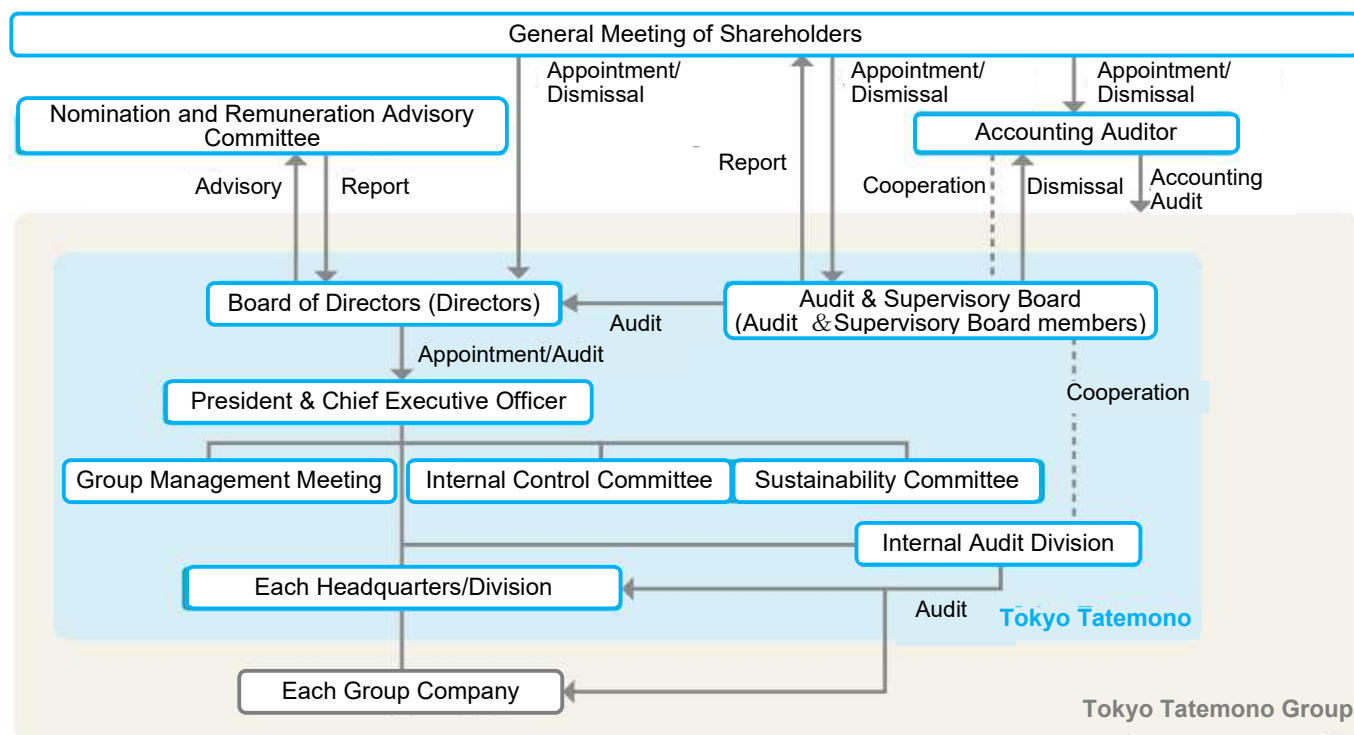 General Meeting of Shareholders
Appointment/
Dismissal
Appointment/
Dismissal
Appointment/
Dismissal
Nomination and Remuneration Advisory
Committee
Accounting Auditor
Advisory
Report
Report
Cooperation
Dismissal
Accounting
Audit
Board of Directors (Directors)
Audit
Audit & Supervisory Board
(Audit &Supervisory Board members)
Appointment/Audit
President & Chief Executive Officer
Cooperation
Group Management Meeting
Internal Control Committee
Sustainability Committee
Internal Audit Division
Each Headquarters/Division
Audit
Tokyo Tatemono
Each Group Company
Tokyo Tatemono Group